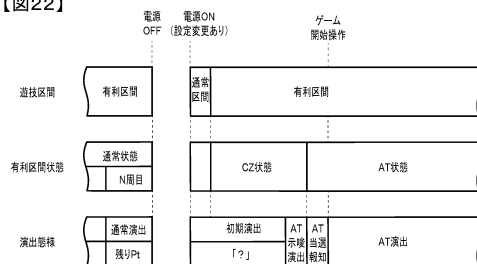 【図22】
電源 電源ON ゲーム
OFF (設定変更あり) 開始操作
遊技区間 有利区間 通常
区間 有利区間
有利区間状態 通常状態
N周目 CZ状態 AT状態
演出態様 通常演出
残りPt 初期演出
「?」 AT
示唆
演出 AT
当選
報知 AT演出